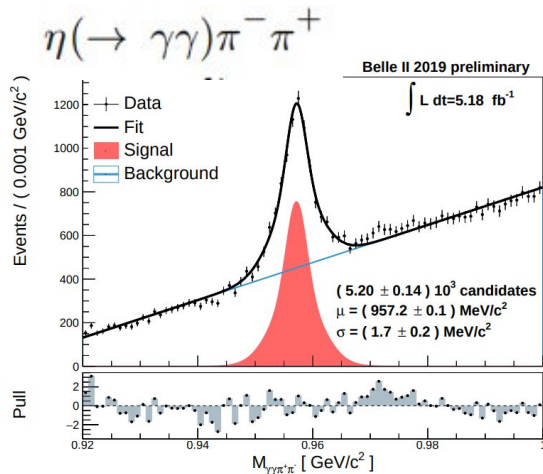 η(→ γγ)π⁻π⁺
Belle II 2019 preliminary
∫ L dt=5.18 fb⁻¹
Data
Fit
Signal
Background
( 5.20 ± 0.14 ) 10³ candidates
μ = ( 957.2 ± 0.1 ) MeV/c²
σ = ( 1.7 ± 0.2 ) MeV/c²
Events / ( 0.001 GeV/c² )
1200
1000
800
600
400
200
0
Pull
2
0
−2
0.92
0.94
0.96
0.98
1
M_γγπ⁺π⁻ [ GeV/c² ]